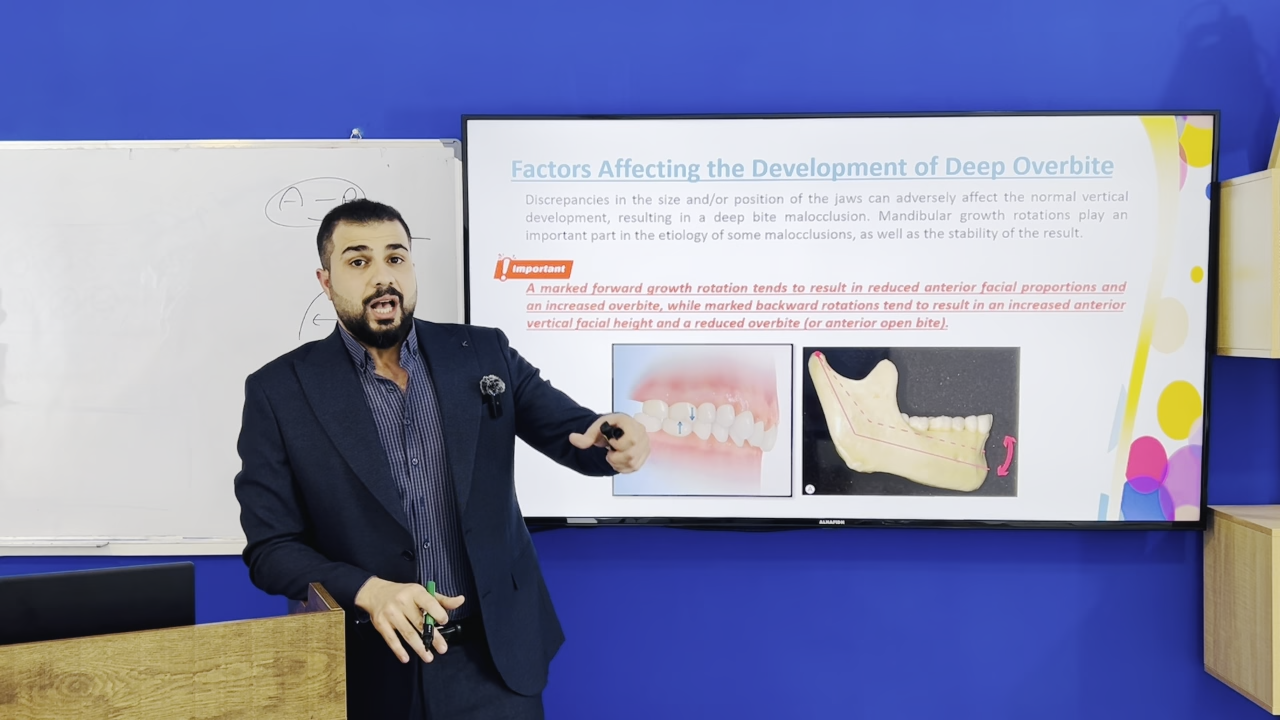 A = B
Factors Affecting the Development of Deep Overbite
Discrepancies in the size and/or position of the jaws can adversely affect the normal vertical
development, resulting in a deep bite malocclusion. Mandibular growth rotations play an
important part in the etiology of some malocclusions, as well as the stability of the result.
! Important
A marked forward growth rotation tends to result in reduced anterior facial proportions and
an increased overbite, while marked backward rotations tend to result in an increased anterior
vertical facial height and a reduced overbite (or anterior open bite).
ALHAFIDH